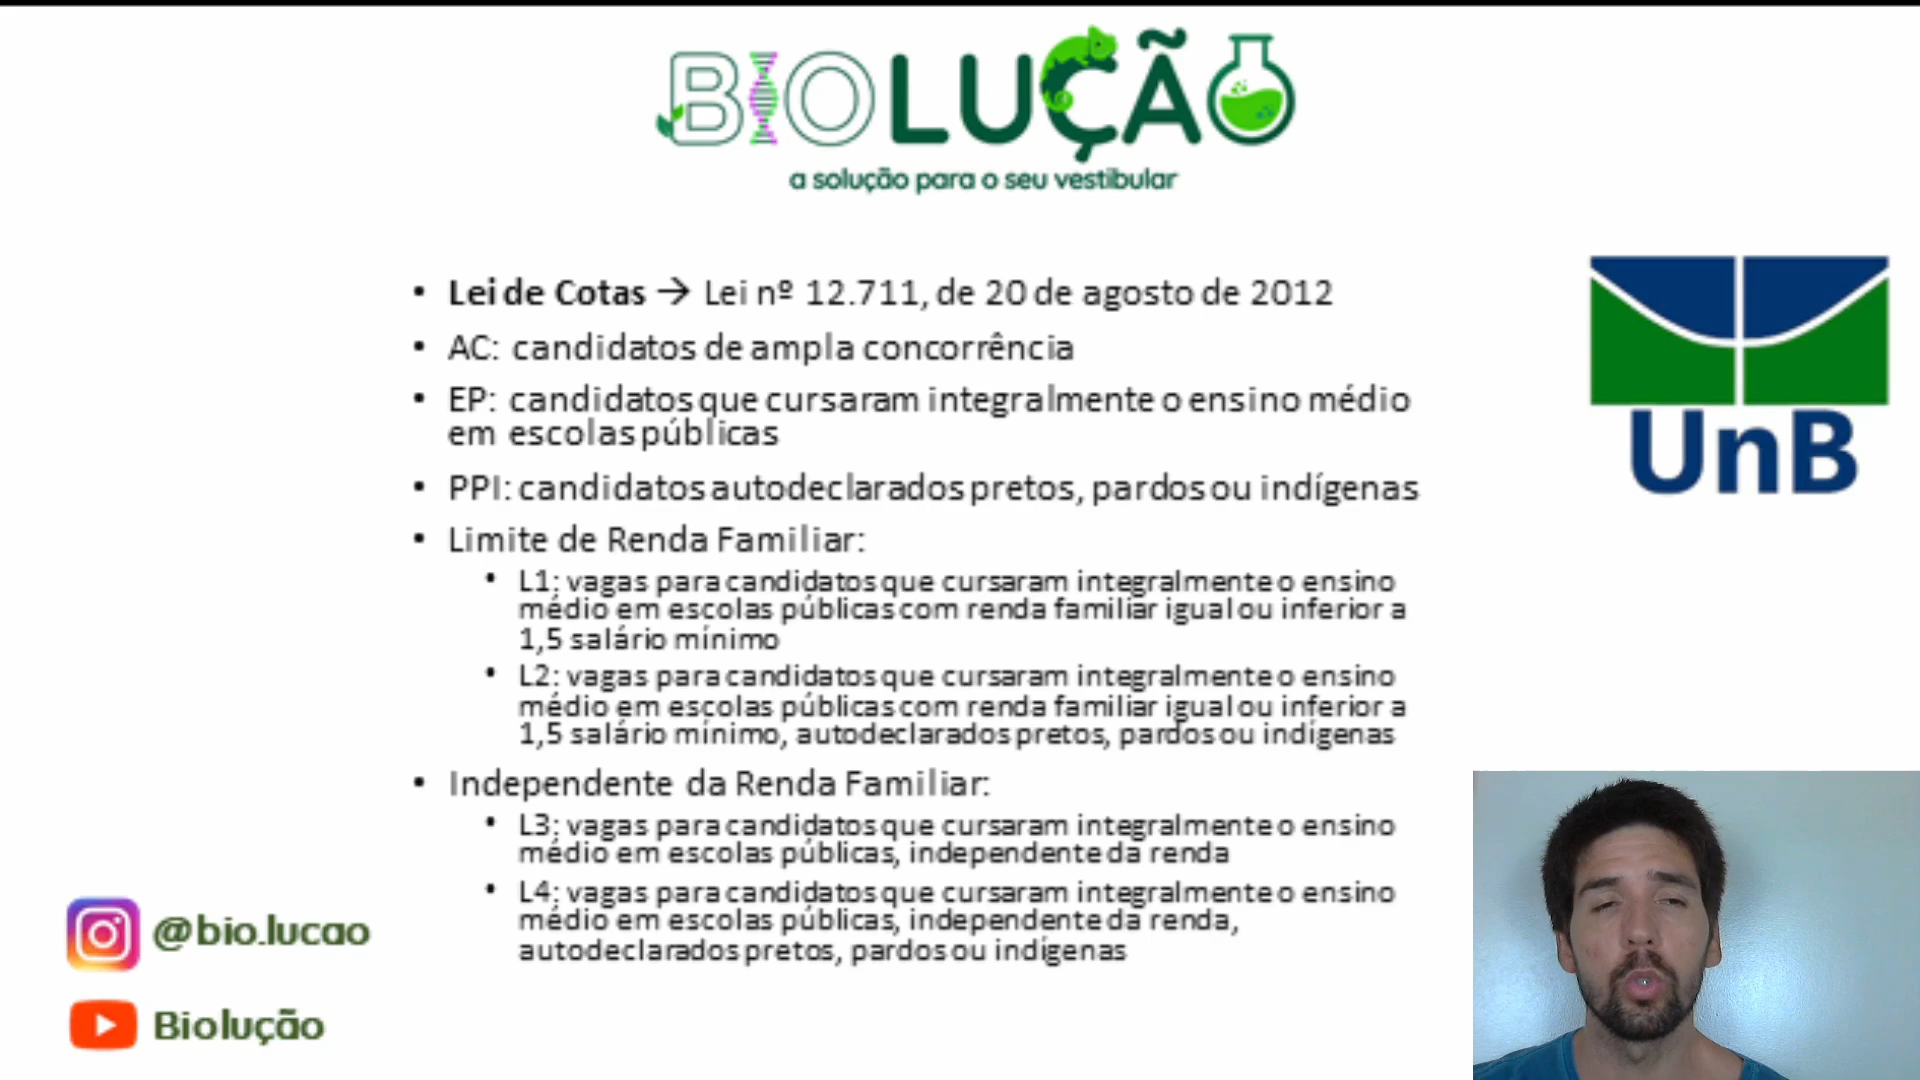 BIOLUÇÃO
a solução para o seu vestibular
• Lei de Cotas → Lei nº 12.711, de 20 de agosto de 2012
• AC: candidatos de ampla concorrência
• EP: candidatos que cursaram integralmente o ensino médio
em escolas públicas
• PPI: candidatos autodeclarados pretos, pardos ou indígenas
• Limite de Renda Familiar:
• L1: vagas para candidatos que cursaram integralmente o ensino
médio em escolas públicas com renda familiar igual ou inferior a
1,5 salário mínimo
• L2: vagas para candidatos que cursaram integralmente o ensino
médio em escolas públicas com renda familiar igual ou inferior a
1,5 salário mínimo, autodeclarados pretos, pardos ou indígenas
• Independente da Renda Familiar:
• L3: vagas para candidatos que cursaram integralmente o ensino
médio em escolas públicas, independente da renda
• L4: vagas para candidatos que cursaram integralmente o ensino
médio em escolas públicas, independente da renda,
autodeclarados pretos, pardos ou indígenas
UnB
@bio.lucao
Biolução